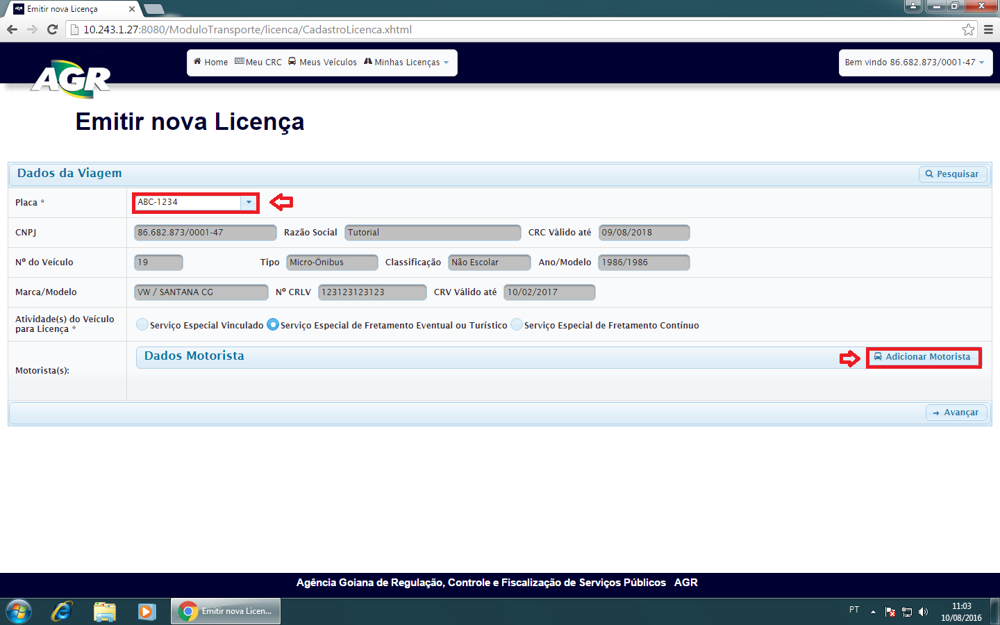 Emitir nova Licença
10.243.1.27:8080/ModuloTransporte/licenca/CadastroLicenca.xhtml
AGR
Home Meu CRC Meus Veículos Minhas Licenças
Bem vindo 86.682.873/0001-47
Emitir nova Licença
Dados da Viagem
Pesquisar
Placa * ABC-1234
CNPJ 86.682.873/0001-47 Razão Social Tutorial CRC Válido até 09/08/2018
Nº do Veículo 19 Tipo Micro-Ônibus Classificação Não Escolar Ano/Modelo 1986/1986
Marca/Modelo VW / SANTANA CG Nº CRLV 123123123123 CRV Válido até 10/02/2017
Atividade(s) do Veículo
para Licença *
Serviço Especial Vinculado Serviço Especial de Fretamento Eventual ou Turístico Serviço Especial de Fretamento Contínuo
Motorista(s):
Dados Motorista
Adicionar Motorista
Avançar
Agência Goiana de Regulação, Controle e Fiscalização de Serviços Públicos AGR
Emitir nova Licen...
PT
11:03
10/08/2016